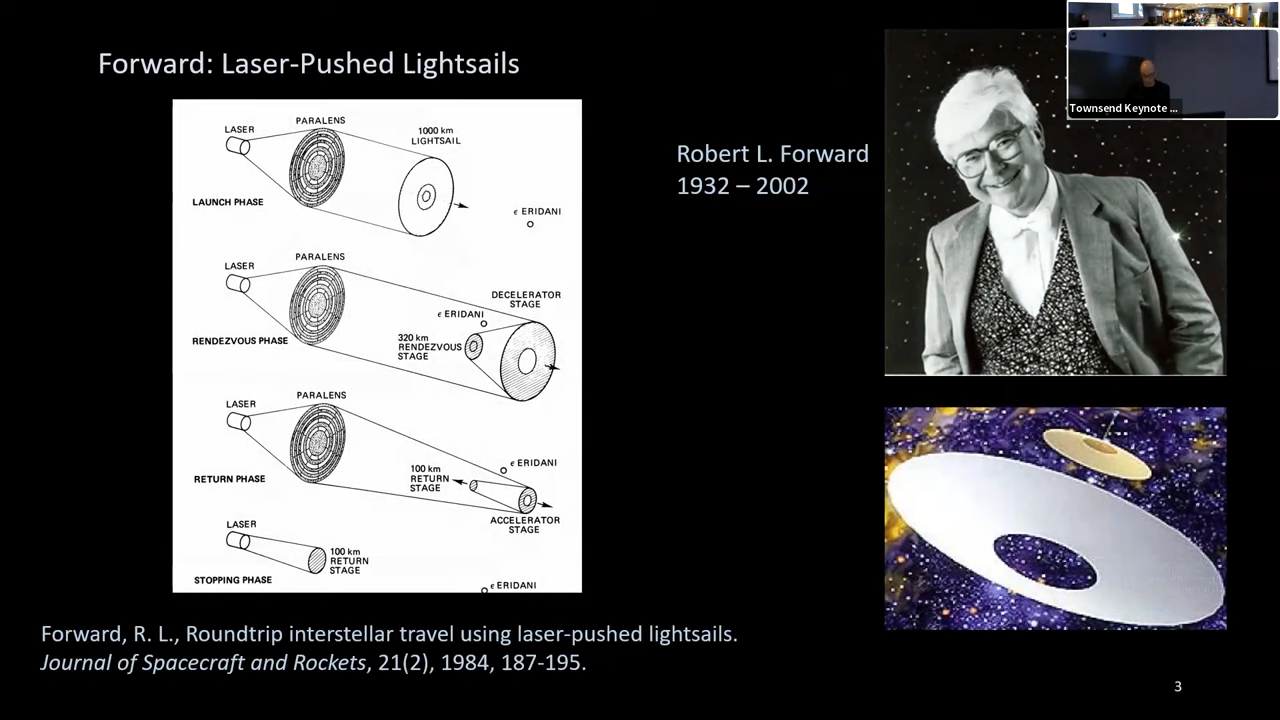 Forward: Laser-Pushed Lightsails
LASER
PARALENS
1000 km
LIGHTSAIL
LAUNCH PHASE
ϵ ERIDANI
LASER
PARALENS
DECELERATOR
STAGE
ϵ ERIDANI
320 km
RENDEZVOUS
STAGE
RENDEZVOUS PHASE
LASER
PARALENS
ϵ ERIDANI
100 km
RETURN
STAGE
RETURN PHASE
ACCELERATOR
STAGE
LASER
100 km
RETURN
STAGE
STOPPING PHASE
ϵ ERIDANI
Robert L. Forward
1932 – 2002
Townsend Keynote ...
Forward, R. L., Roundtrip interstellar travel using laser-pushed lightsails.
Journal of Spacecraft and Rockets, 21(2), 1984, 187-195.
3